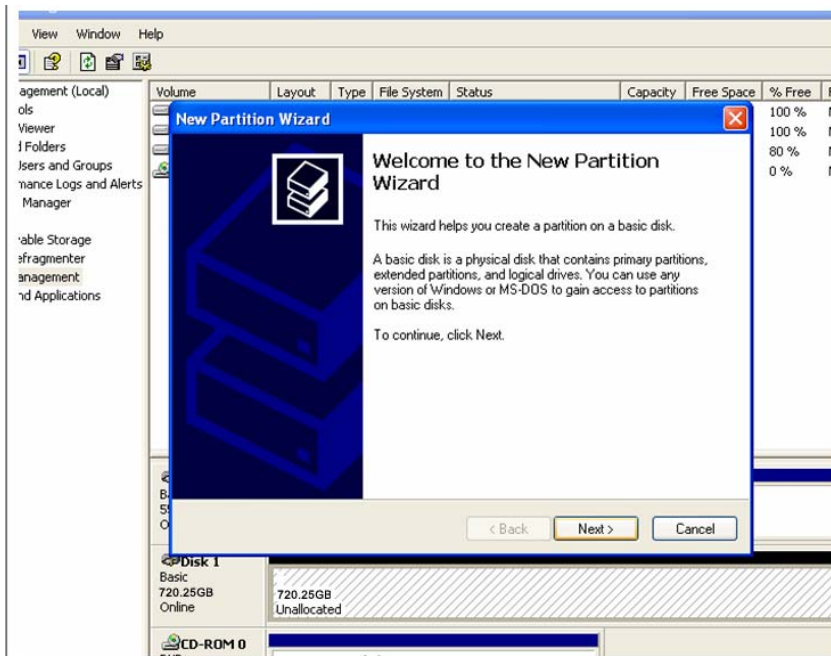 View Window Help
agement (Local)
ols
Viewer
d Folders
Users and Groups
mance Logs and Alerts
Manager
vable Storage
efragmenter
anagement
nd Applications
Volume Layout Type File System Status Capacity Free Space % Free
100 %
100 %
80 %
0 %
New Partition Wizard
Welcome to the New Partition
Wizard
This wizard helps you create a partition on a basic disk.
A basic disk is a physical disk that contains primary partitions,
extended partitions, and logical drives. You can use any
version of Windows or MS-DOS to gain access to partitions
on basic disks.
To continue, click Next.
< Back Next > Cancel
Disk 1
Basic
720.25GB
Online
720.25GB
Unallocated
CD-ROM 0